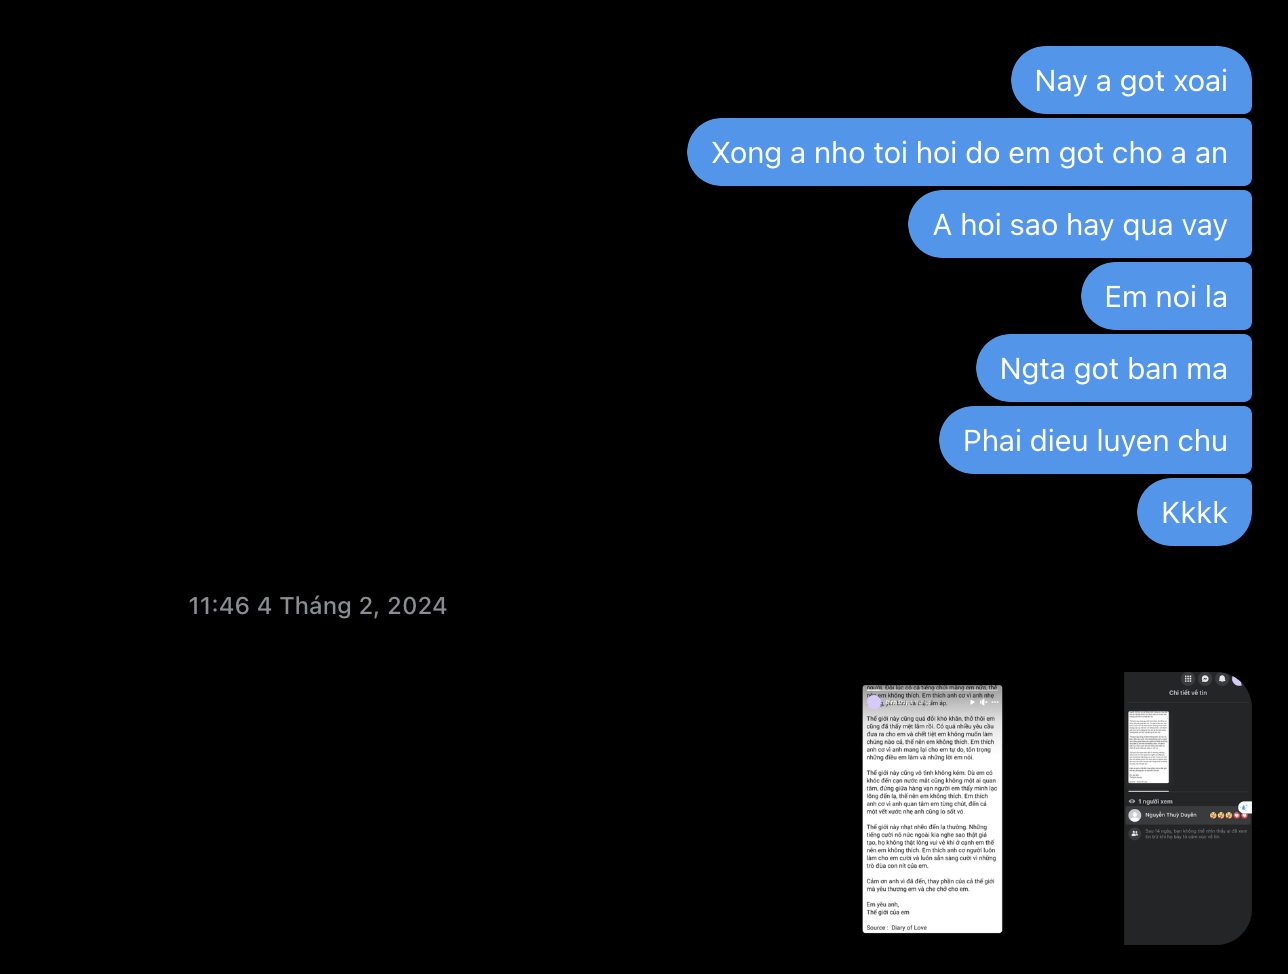 Nay a got xoai
Xong a nho toi hoi do em got cho a an
A hoi sao hay qua vay
Em noi la
Ngta got ban ma
Phai dieu luyen chu
Kkkk
11:46 4 Tháng 2, 2024
Thế giới này cũng quá đỗi khó khăn, thở thôi em
cũng đã thấy mệt lắm rồi. Có quá nhiều yêu cầu
đưa ra cho em và chết tiệt em không muốn làm
chúng nào cả, thế nên em không thích. Em thích
anh cơ vì anh mang lại cho em tự do, tôn trọng
những điều em làm và những lời em nói.
Thế giới này cũng vô tình không kém. Dù em có
khóc đến cạn nước mắt cũng không một ai quan
tâm, đứng giữa hàng vạn người em thấy mình lạc
lõng đến lạ, thế nên em không thích. Em thích
anh cơ vì anh quan tâm em từng chút, đến cả
một vết xước nhẹ anh cũng lo sốt vó.
Thế giới này nhạt nhẽo đến lạ thường. Những
tiếng cười nô nức ngoài kia nghe sao thật giả
tạo, họ không thật lòng vui vẻ khi ở cạnh em thế
nên em không thích. Em thích anh cơ người luôn
làm cho em cười và luôn sẵn sàng cười vì những
trò đùa con nít của em.
Cảm ơn anh vì đã đến, thay phần của cả thế giới
mà yêu thương em và che chở cho em.
Em yêu anh,
Thế giới của em
Source : Diary of Love
Chi tiết về tin
1 người xem
Nguyễn Thuỳ Duyên